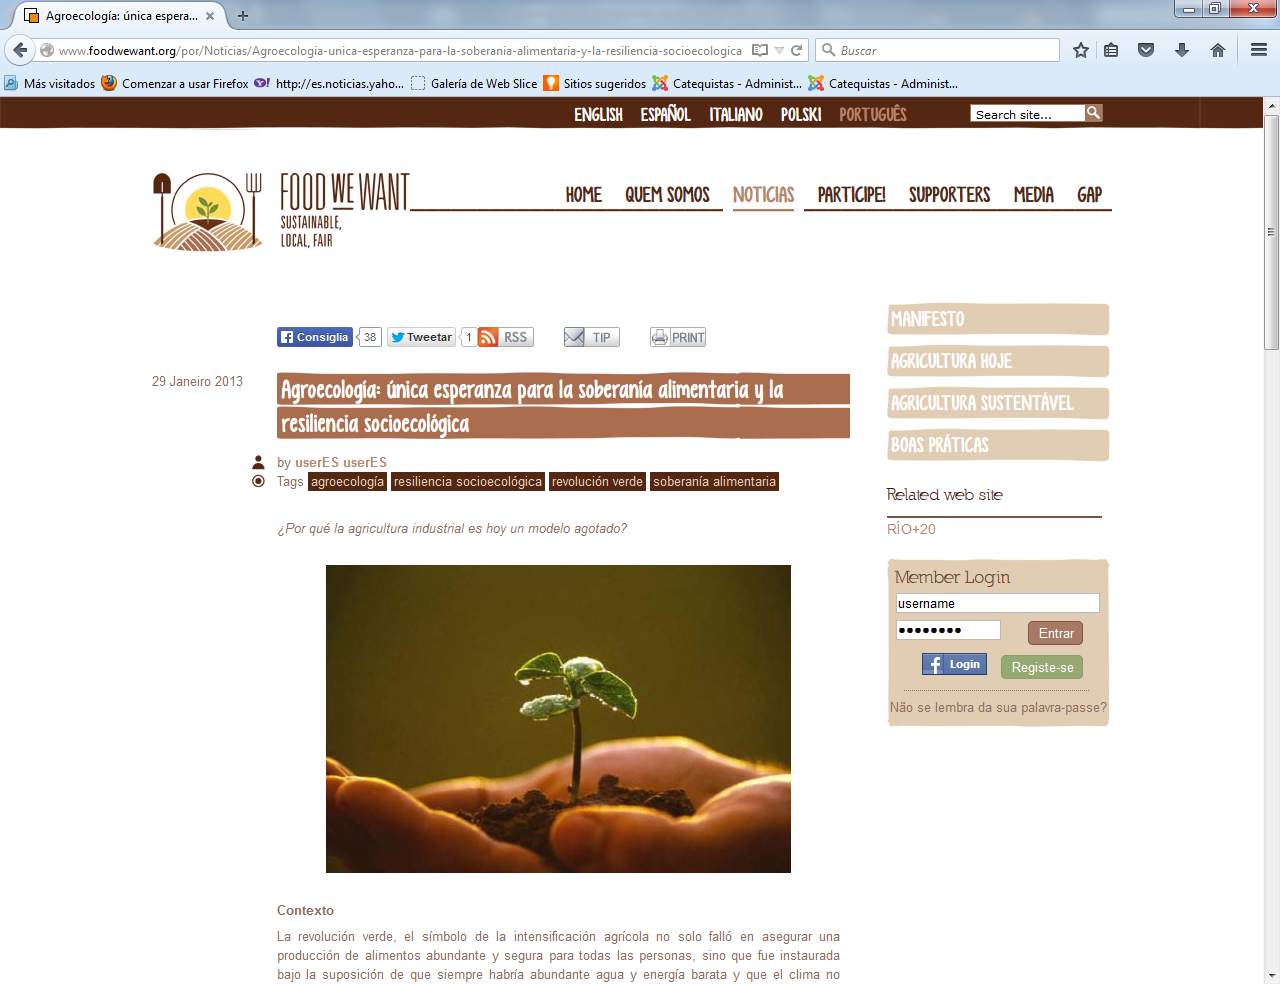 Agroecología: única espera...
www.foodwewant.org/por/Noticias/Agroecologia-unica-esperanza-para-la-soberania-alimentaria-y-la-resiliencia-socioecologica
Buscar
Más visitados
Comenzar a usar Firefox
http://es.noticias.yaho...
Galería de Web Slice
Sitios sugeridos
Catequistas - Administ...
Catequistas - Administ...
ENGLISH ESPAÑOL ITALIANO POLSKI PORTUGUÊS
Search site...
FOOD WE WANT
SUSTAINABLE,
LOCAL, FAIR
HOME QUEM SOMOS NOTICIAS PARTICIPE! SUPPORTERS MEDIA GAP
Consiglia 38 Tweetar 1 RSS TIP PRINT
29 Janeiro 2013
Agroecología: única esperanza para la soberanía alimentaria y la
resiliencia socioecológica
by userES userES
Tags agroecología resiliencia socioecológica revolución verde soberanía alimentaria
¿Por qué la agricultura industrial es hoy un modelo agotado?
Contexto
La revolución verde, el símbolo de la intensificación agrícola no solo falló en asegurar una
producción de alimentos abundante y segura para todas las personas, sino que fue instaurada
bajo la suposición de que siempre habría abundante agua y energía barata y que el clima no
MANIFESTO
AGRICULTURA HOJE
AGRICULTURA SUSTENTÁVEL
BOAS PRÁTICAS
Related web site
RÍO+20
Member Login
username
Entrar
f Login
Registe-se
Não se lembra da sua palavra-passe?